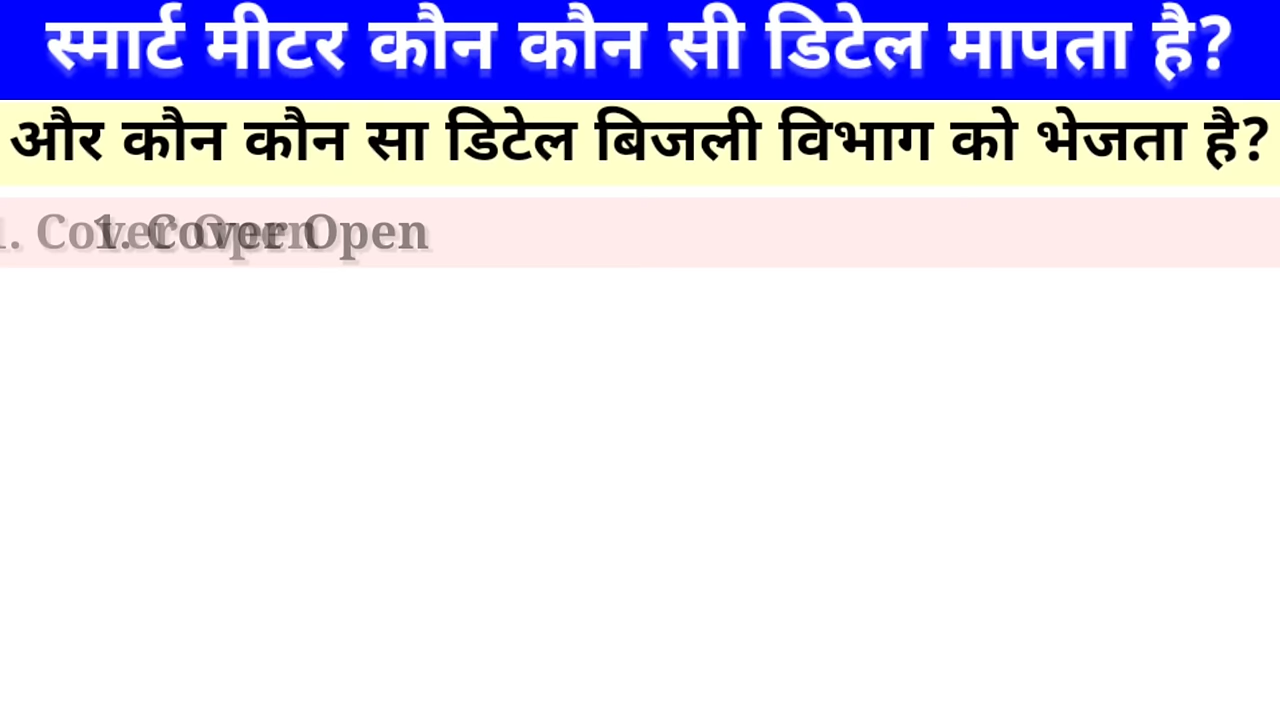 स्मार्ट मीटर कौन कौन सी डिटेल मापता है?
और कौन कौन सा डिटेल बिजली विभाग को भेजता है?
1. Cover Open